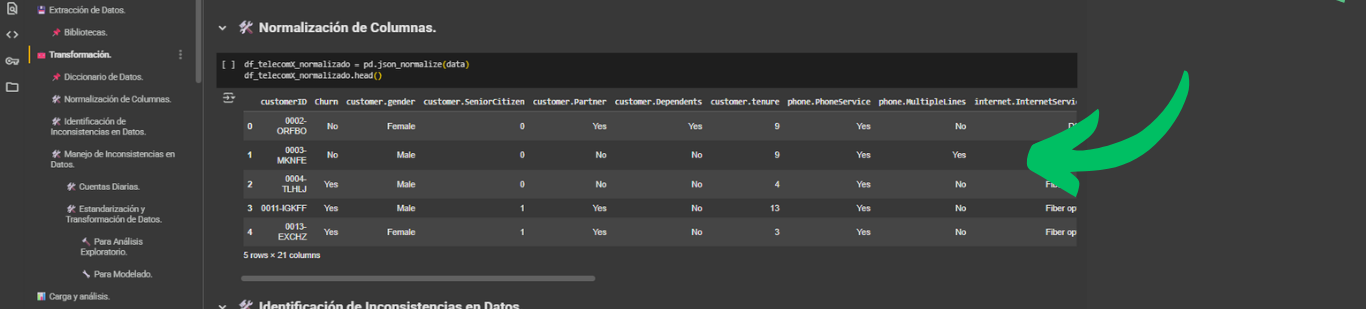 Extracción de Datos.
Bibliotecas.
Transformación.
Diccionario de Datos.
Normalización de Columnas.
Identificación de
Inconsistencias en Datos.
Manejo de Inconsistencias en
Datos.
Cuentas Diarias.
Estandarización y
Transformación de Datos.
Para Análisis
Exploratorio.
Para Modelado.
Carga y análisis.
Normalización de Columnas.
[ ] df_telecomX_normalizado = pd.json_normalize(data)
df_telecomX_normalizado.head()
customerID Churn customer.gender customer.SeniorCitizen customer.Partner customer.Dependents customer.tenure phone.PhoneService phone.MultipleLines internet.InternetServic
0 0002-
ORFBO No Female 0 Yes Yes 9 Yes No
1 0003-
MKNFE No Male 0 No No 9 Yes Yes
2 0004-
TLHLJ Yes Male 0 No No 4 Yes No Fib
3 0011-IGKFF Yes Male 1 Yes No 13 Yes No Fiber op
4 0013-
EXCHZ Yes Female 1 Yes No 3 Yes No Fiber op
5 rows × 21 columns
Identificación de Inconsistencias en Datos